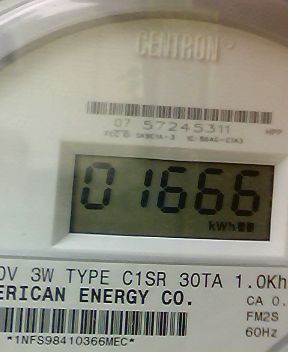 CENTRON
07 57245311 HPP
01666
kWh
0V 3W TYPE C1SR 30TA 1.0Kh
ERICAN ENERGY CO.
CA 0.
FM2S
60Hz
*1NFS98410366MEC*